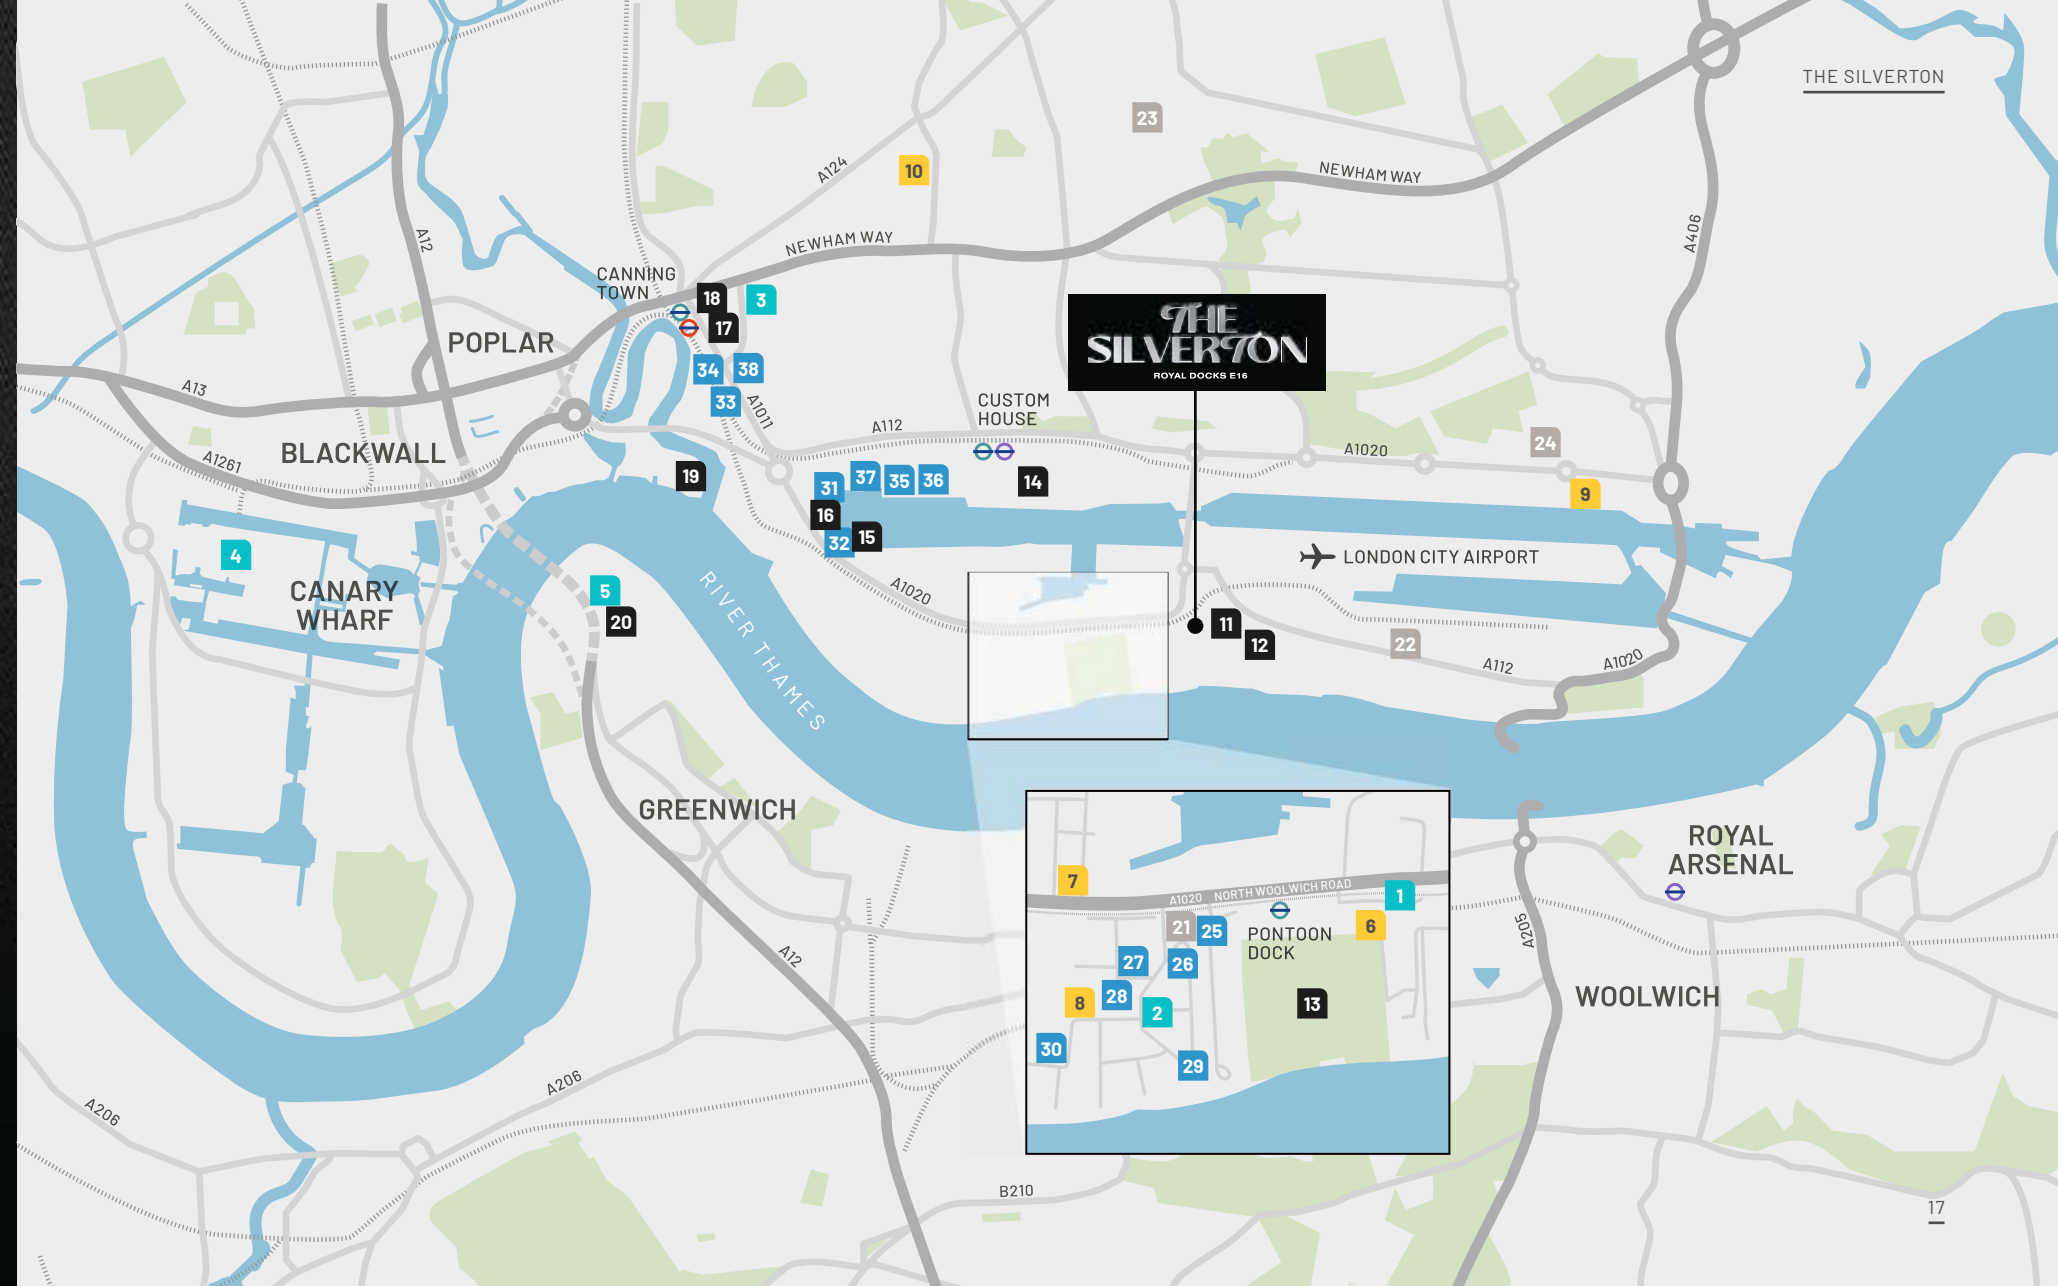 THE SILVERTON
23
10
A124
NEWHAM WAY
NEWHAM WAY
A12
A406
CANNING
TOWN
18
3
17
POPLAR
34
38
33
A1011
THE
SILVERTON
ROYAL DOCKS E16
A13
CUSTOM
HOUSE
A112
BLACKWALL
A1261
A1020
24
19
31
37
35
36
14
9
16
32
15
4
LONDON CITY AIRPORT
CANARY
WHARF
5
20
RIVER THAMES
A1020
11
12
22
A112
A1020
GREENWICH
ROYAL
ARSENAL
7
A1020 NORTH WOOLWICH ROAD
1
21
25
6
PONTOON
DOCK
27
26
8
28
2
13
30
29
A12
A205
WOOLWICH
A206
A206
B210
17